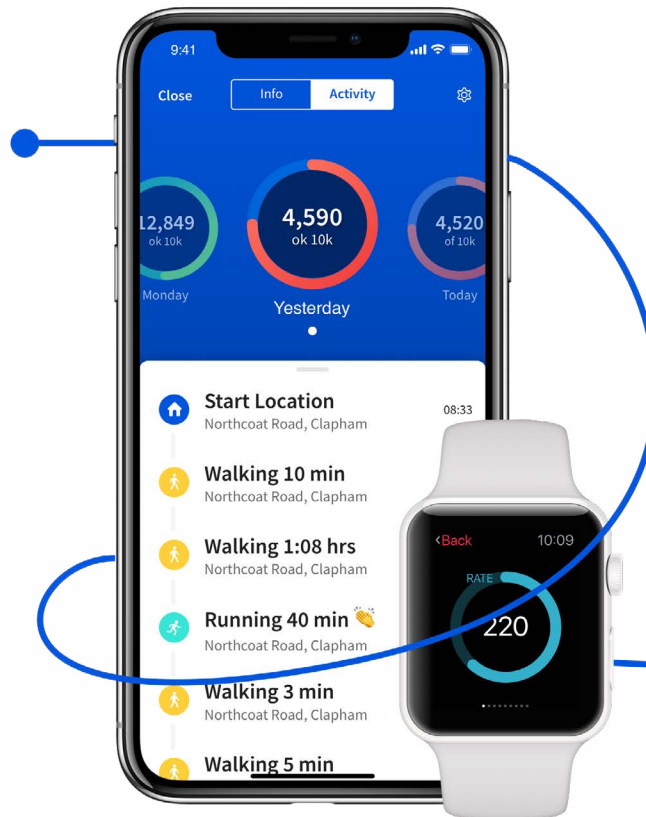 9:41
Close
Info
Activity
12,849
ok 10k
Monday
4,590
ok 10k
Yesterday
4,520
of 10k
Today
Start Location
Northcoat Road, Clapham
08:33
Walking 10 min
Northcoat Road, Clapham
Walking 1:08 hrs
Northcoat Road, Clapham
Running 40 min 👏
Northcoat Road, Clapham
Walking 3 min
Northcoat Road, Clapham
Walking 5 min
<Back
10:09
RATE
220